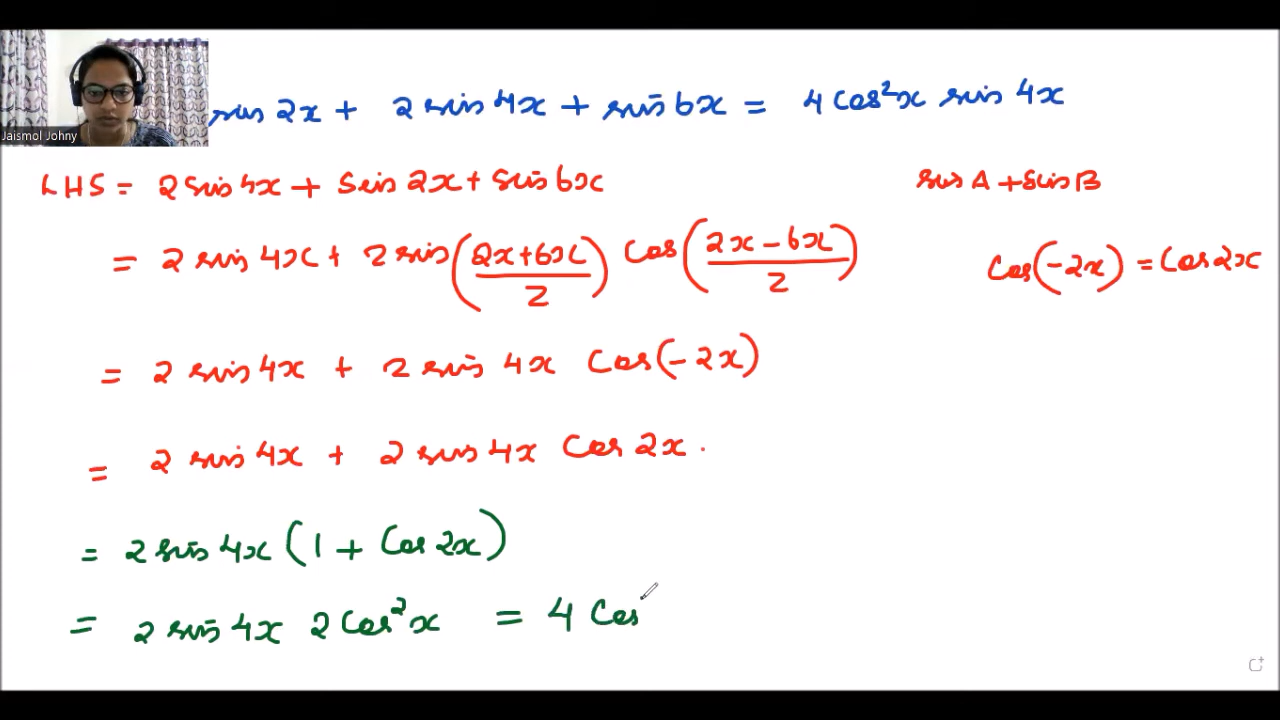 sin 2x + 2 sin 4x + sin 6x = 4 cos²x sin 4x
Jaismol Johny
LHS = 2 sin 4x + sin 2x + sin 6x
sin A + sin B
= 2 sin 4x + 2 sin (2x+6x / 2) cos (2x-6x / 2)
cos(-2x) = cos 2x
= 2 sin 4x + 2 sin 4x cos(-2x)
= 2 sin 4x + 2 sin 4x cos 2x.
= 2 sin 4x (1 + cos 2x)
= 2 sin 4x 2 cos²x = 4 cos